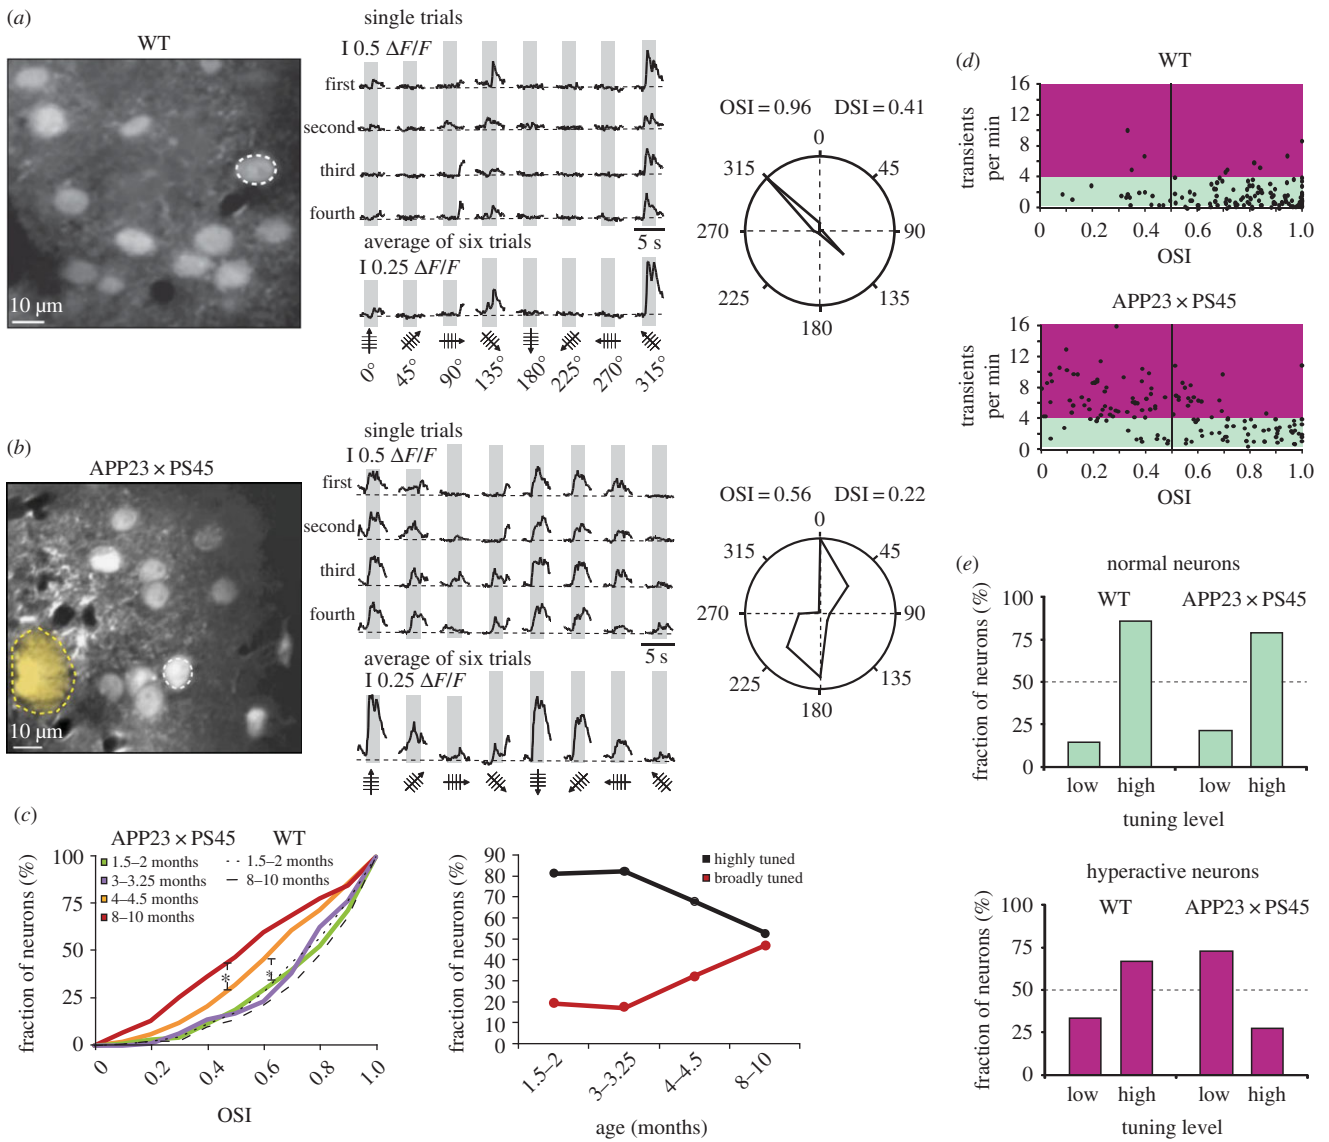 (a)
WT
10 µm
single trials
I 0.5 ΔF/F
first
second
third
fourth
5 s
average of six trials
I 0.25 ΔF/F
0°
45°
90°
135°
180°
225°
270°
315°
OSI = 0.96 DSI = 0.41
0
45
90
135
180
225
270
315
(b)
APP23 × PS45
10 µm
single trials
I 0.5 ΔF/F
first
second
third
fourth
5 s
average of six trials
I 0.25 ΔF/F
OSI = 0.56 DSI = 0.22
0
45
90
135
180
225
270
315
(c)
APP23 × PS45 WT
1.5–2 months
3–3.25 months
4–4.5 months
8–10 months
1.5–2 months
8–10 months
fraction of neurons (%)
100
75
50
25
0
*
*
0 0.2 0.4 0.6 0.8 1.0
OSI
fraction of neurons (%)
90
80
70
60
50
40
30
20
10
0
highly tuned
broadly tuned
1.5–2 3–3.25 4–4.5 8–10
age (months)
(d)
WT
transients
per min
16
12
8
4
0
0 0.2 0.4 0.6 0.8 1.0
OSI
APP23 × PS45
transients
per min
16
12
8
4
0
0 0.2 0.4 0.6 0.8 1.0
OSI
(e)
normal neurons
WT APP23 × PS45
fraction of neurons (%)
100
75
50
25
0
low high low high
tuning level
hyperactive neurons
WT APP23 × PS45
fraction of neurons (%)
100
75
50
25
0
low high low high
tuning level